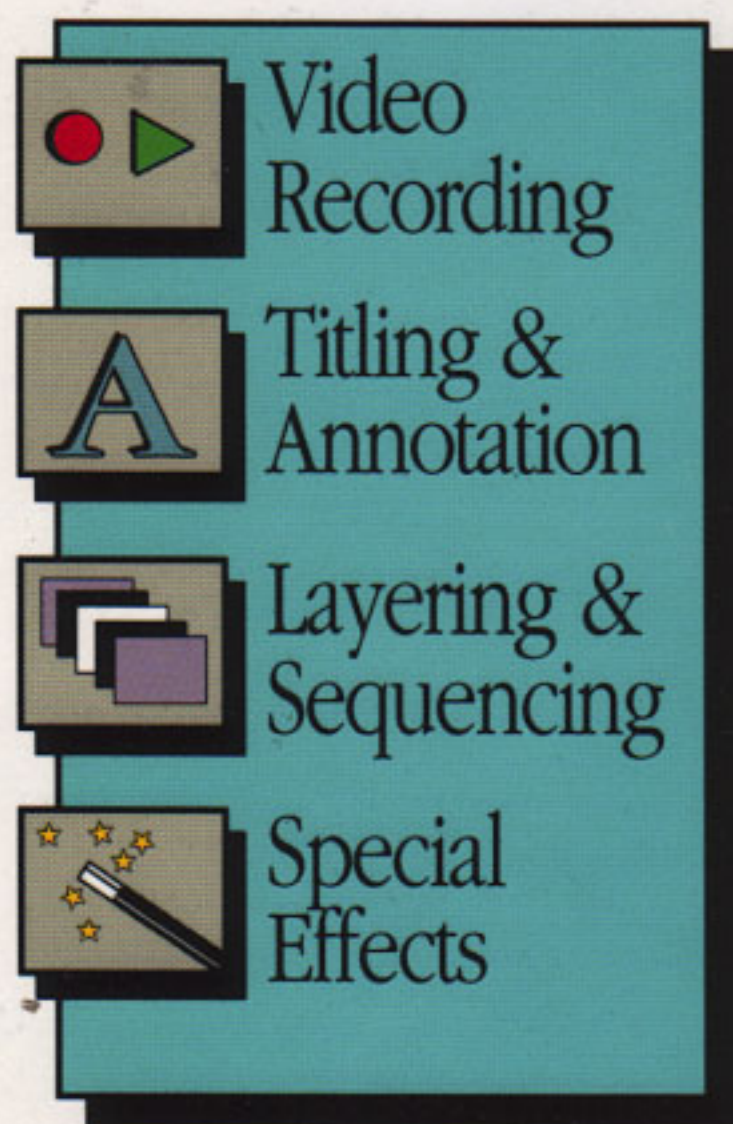 Video
Recording
A
Titling &
Annotation
Layering &
Sequencing
Special
Effects